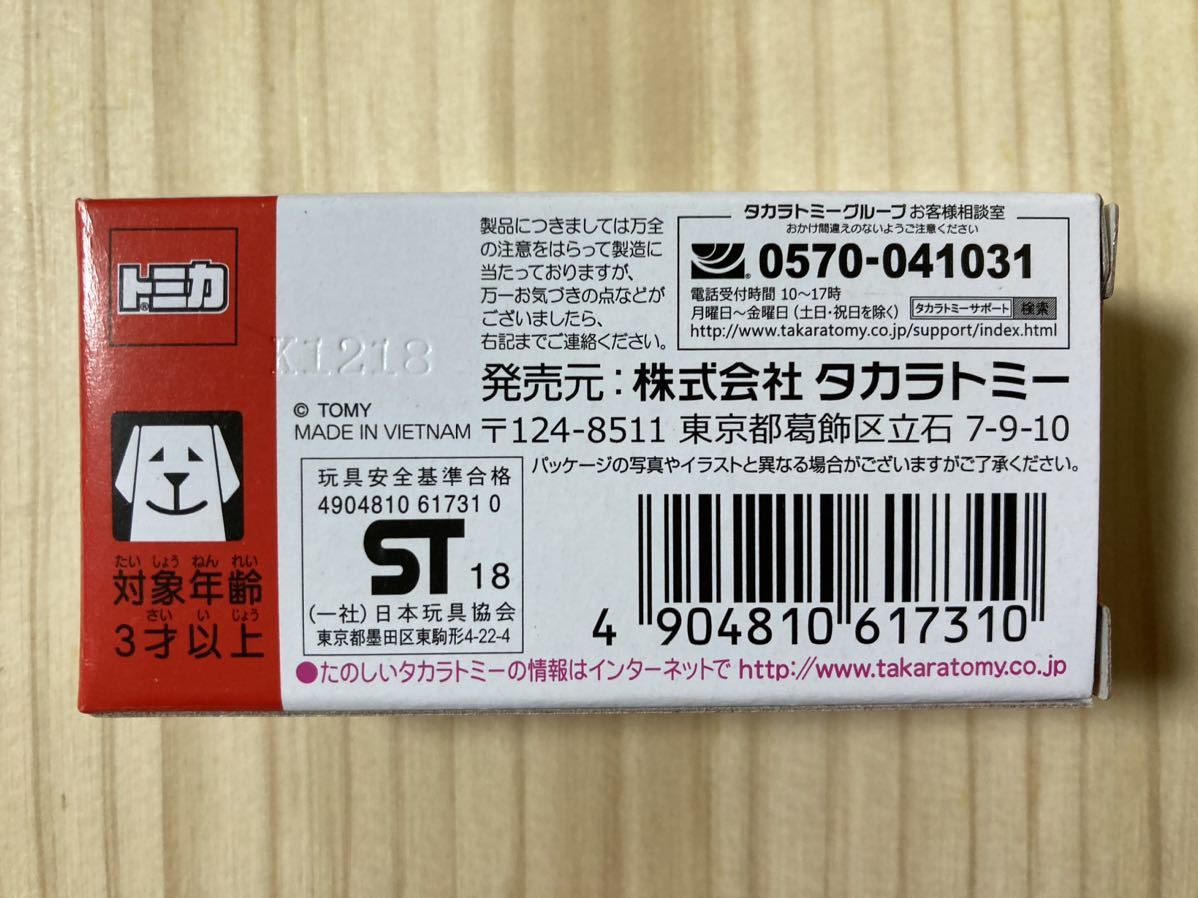 トミカ
®
たいしょうねんれい
対象年齢
さいいじょう
3才以上
K1218
© TOMY
MADE IN VIETNAM
製品につきましては万全
の注意をはらって製造に
当たっておりますが、
万一お気づきの点などが
ございましたら、
右記までご連絡ください。
タカラトミーグループお客様相談室
おかけ間違えのないようご注意ください
0570-041031
電話受付時間 10〜17時
月曜日〜金曜日 (土日・祝日を除く)
タカラトミーサポート 検索
http://www.takaratomy.co.jp/support/index.html
発売元:株式会社 タカラトミー
〒124-8511 東京都葛飾区立石 7-9-10
パッケージの写真やイラストと異なる場合がございますがご了承ください。
玩具安全基準合格
4904810 61731 0
ST 18
(一社)日本玩具協会
東京都墨田区東駒形4-22-4
4 904810 617310
●たのしいタカラトミーの情報はインターネットで http://www.takaratomy.co.jp